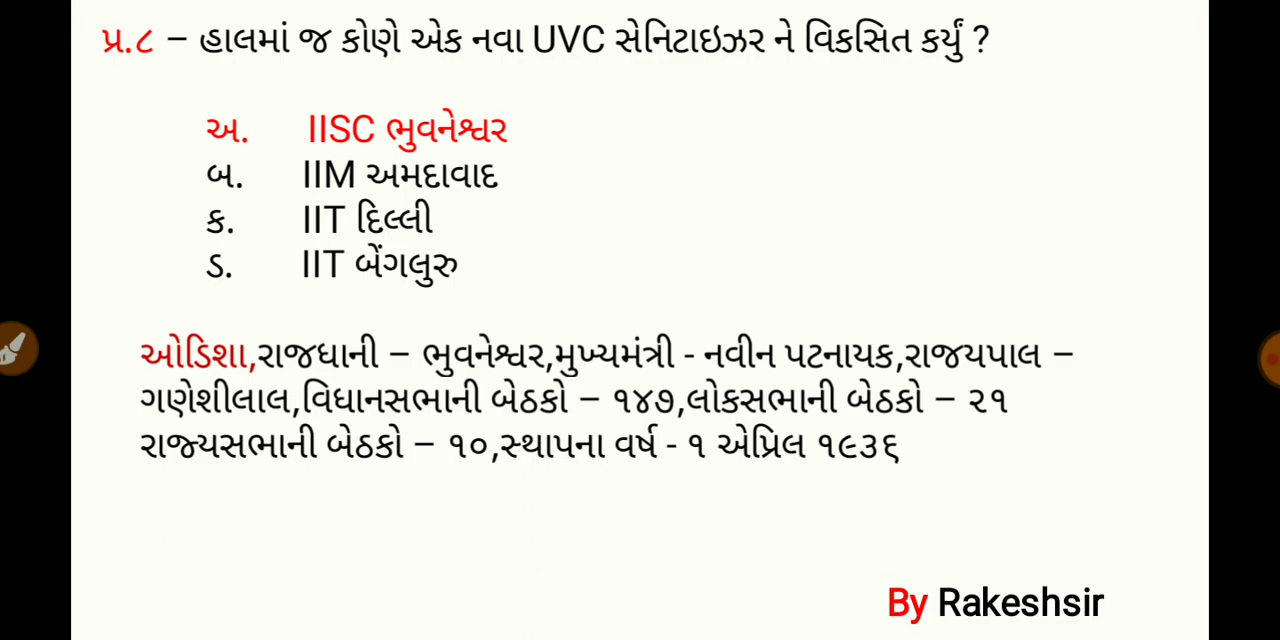 પ્ર.૮ – હાલમાં જ કોણે એક નવા UVC સેનિટાઇઝર ને વિકસિત કર્યું ?
અ. IISC ભુવનેશ્વર
બ. IIM અમદાવાદ
ક. IIT દિલ્લી
ડ. IIT બેંગલુરુ
ઓડિશા,રાજધાની – ભુવનેશ્વર,મુખ્યમંત્રી - નવીન પટનાયક,રાજયપાલ –
ગણેશીલાલ,વિધાનસભાની બેઠકો – ૧૪૭,લોકસભાની બેઠકો – ૨૧
રાજ્યસભાની બેઠકો – ૧૦,સ્થાપના વર્ષ - ૧ એપ્રિલ ૧૯૩૬
By Rakeshsir